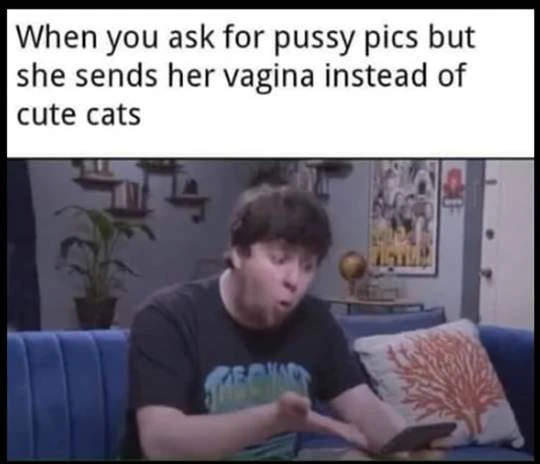 When you ask for pussy pics but
she sends her vagina instead of
cute cats